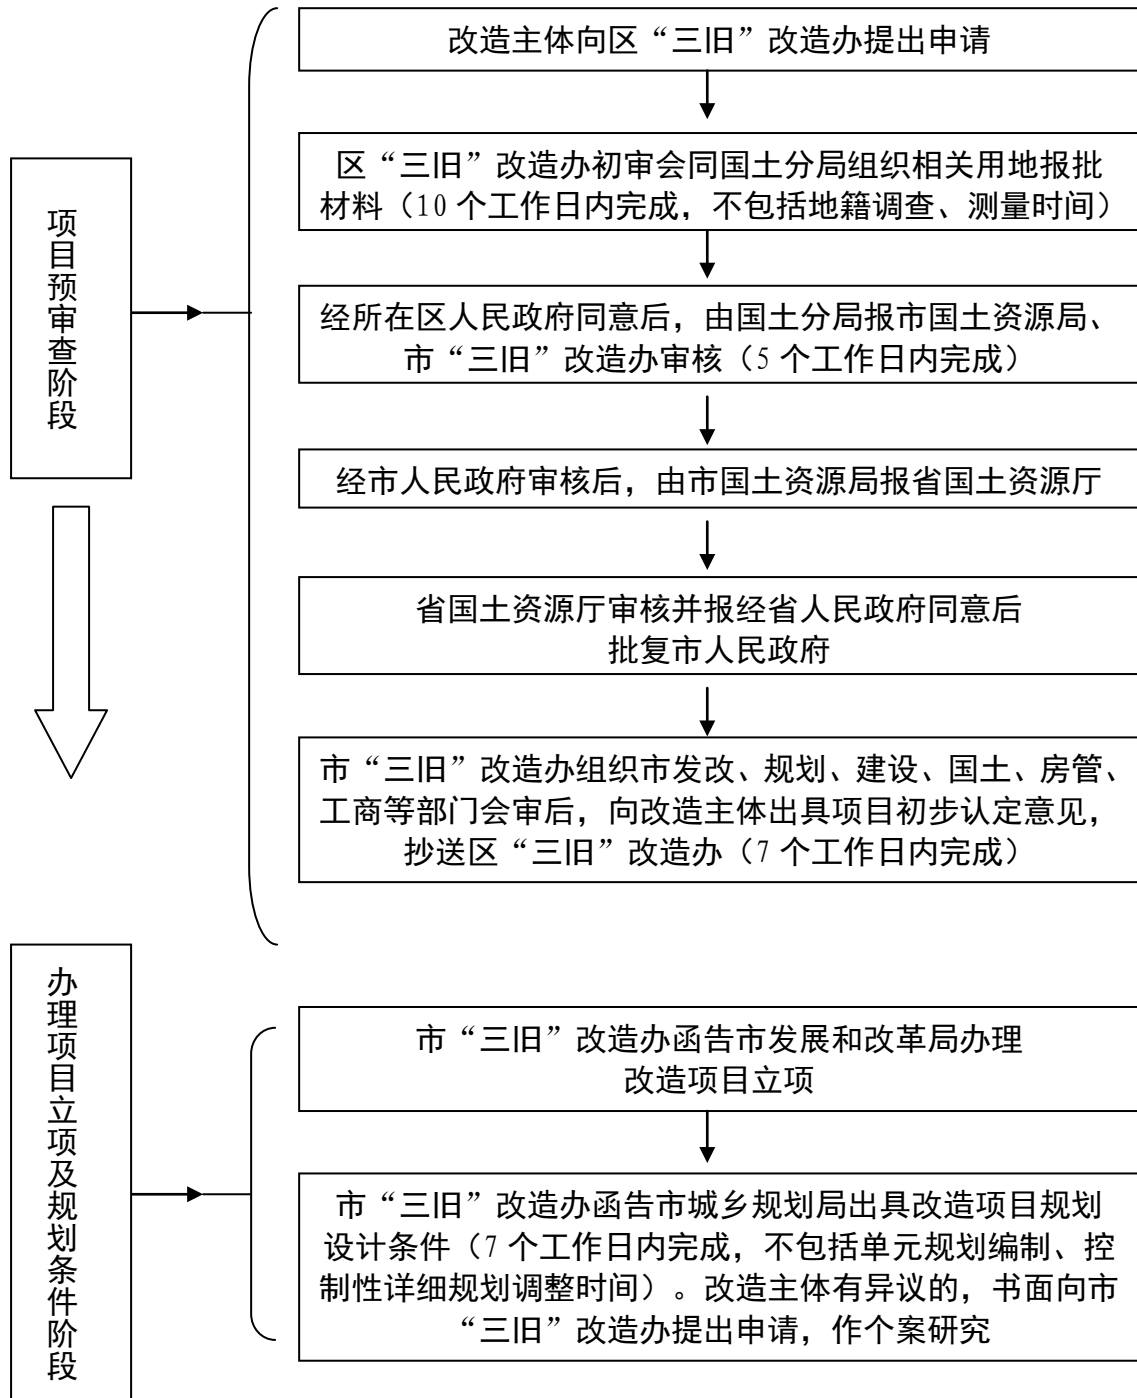 改造主体向区“三旧”改造办提出申请
区“三旧”改造办初审会同国土分局组织相关用地报批
材料（10个工作日内完成，不包括地籍调查、测量时间）
项目预审查阶段
经所在区人民政府同意后，由国土分局报市国土资源局、
市“三旧”改造办审核（5个工作日内完成）
经市人民政府审核后，由市国土资源局报省国土资源厅
省国土资源厅审核并报经省人民政府同意后
批复市人民政府
市“三旧”改造办组织市发改、规划、建设、国土、房管、
工商等部门会审后，向改造主体出具项目初步认定意见，
抄送区“三旧”改造办（7个工作日内完成）
办理项目立项及规划条件阶段
市“三旧”改造办函告市发展和改革局办理
改造项目立项
市“三旧”改造办函告市城乡规划局出具改造项目规划
设计条件（7个工作日内完成，不包括单元规划编制、控
制性详细规划调整时间）。改造主体有异议的，书面向市
“三旧”改造办提出申请，作个案研究